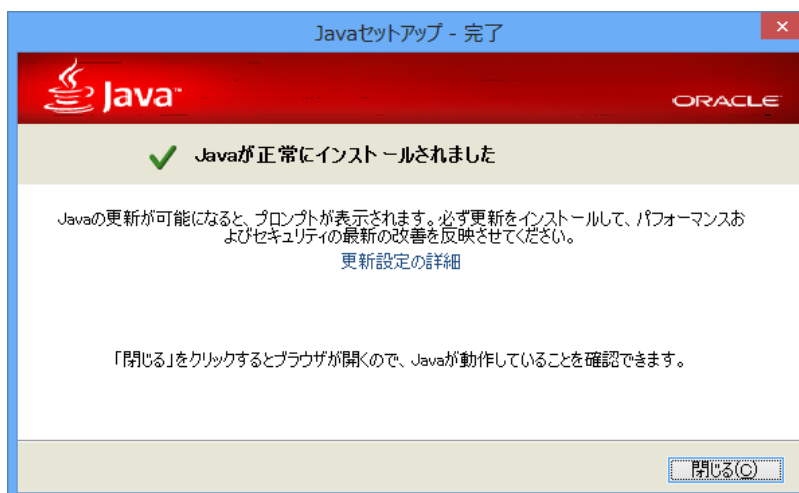 Javaセットアップ - 完了
Java™
ORACLE
Javaが正常にインストールされました
Javaの更新が可能になると、プロンプトが表示されます。必ず更新をインストールして、パフォーマンスお
よびセキュリティの最新の改善を反映させてください。
更新設定の詳細
「閉じる」をクリックするとブラウザが開くので、Javaが動作していることを確認できます。
閉じる(C)